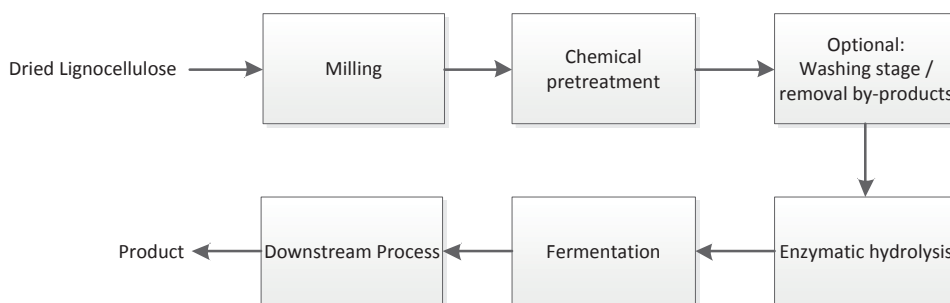 Dried Lignocellulose
Milling
Chemical
pretreatment
Optional:
Washing stage /
removal by-products
Enzymatic hydrolysis
Fermentation
Downstream Process
Product